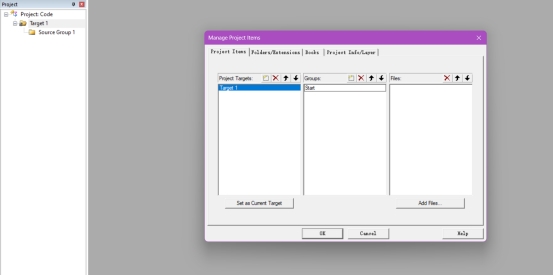 Project
Project: Code
Target 1
Source Group 1
Manage Project Items
Project Items
Folders/Extensions
Books
Project Info/Layer
Project Targets:
Groups:
Files:
Target 1
Start
Set as Current Target
Add Files...
OK
Cancel
Help